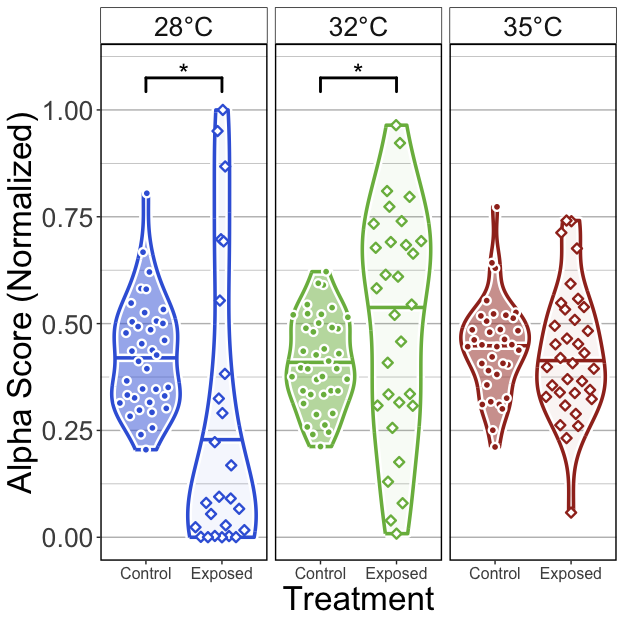 28°C
32°C
35°C
*
*
Alpha Score (Normalized)
1.00
0.75
0.50
0.25
0.00
Control
Exposed
Control
Exposed
Control
Exposed
Treatment